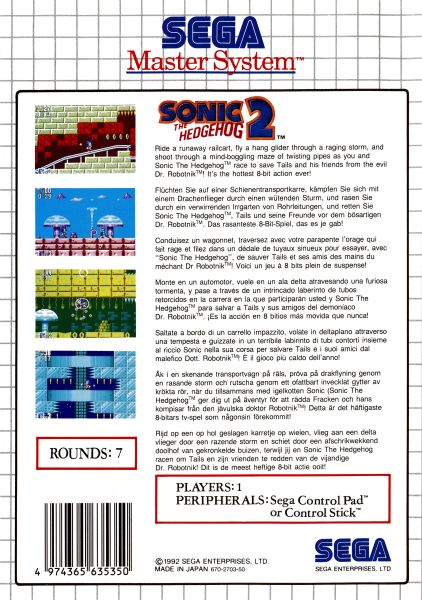 SEGA
Master System™
SONIC
THE
HEDGEHOG 2™
Ride a runaway railcart, fly a hang glider through a raging storm, and
shoot through a mind-boggling maze of twisting pipes as you and
Sonic The Hedgehog™ race to save Tails and his friends from the evil
Dr. Robotnik™! It's the hottest 8-bit action ever!
Flüchten Sie auf einer Schienentransportkarre, kämpfen Sie sich mit
einem Drachenflieger durch einen wütenden Sturm, und rasen Sie
durch ein verwirrenden Irrgarten von Rohrleitungen, und retten Sie
Sonic The Hedgehog™, Tails und seine Freunde vor dem bösartigen
Dr. Robotnik™. Das rasanteste 8-Bit-Spiel, das es je gab!
Conduisez un wagonnet, traversez avec votre parapente l'orage qui
fait rage et filez dans un dédale de tuyaux sinueux pour essayer, avec
"Sonic The Hedgehog", de sauver Tails et ses amis des mains du
méchant Dr Robotnik™! Voici un jeu à 8 bits plein de suspense!
Monte en un automotor, vuele en un ala delta atravesando una furiosa
tormenta, y pase a través de un intrincado laberinto de tubos
retorcidos en la carrera en la que participarán usted y Sonic The
Hedgehog™ para salvar a Tails y sus amigos del demoníaco
Dr. Robotnik™. ¡Es la acción en 8 bitios más movida que nunca!
Saltate a bordo di un carrello impazzito, volate in deltaplano attraverso
una tempesta e guizzate in un terribile labirinto di tubi contorti insieme
al riccio Sonic nella sua corsa per salvare Tails e i suoi amici dal
malefico Dott. Robotnik™! È il gioco più caldo dell'anno!
Åk i en skenande transportvagn på räls, pröva på drakflyning genom
en rasande storm och rutscha genom ett ofattbart invecklat gytter av
krökta rör, när du tillsammans med igelkotten Sonic (Sonic The
Hedgehog™ ger dig ut på äventyr för att rädda Fracken och hans
kompisar från den jävulska doktor Robotnik™! Detta är det häftigaste
8-bitars tv-spel som någonsin förekommit!
Rijd op een op hol geslagen karretje op wielen, vlieg aan een delta
vlieger door een razende storm en schiet door een afschrikwekkend
doolhof van gekronkelde buizen, terwijl jij en Sonic The Hedgehog
racen om Tails en zijn vrienden te redden van de vijandige
Dr. Robotnik! Dit is de meest heftige 8-bit actie ooit!
ROUNDS: 7
PLAYERS: 1
PERIPHERALS: Sega Control Pad™
or Control Stick™
4 974365 635350
©1992 SEGA ENTERPRISES, LTD.
MADE IN JAPAN 670-2703-50
SEGA
SEGA ENTERPRISES, LTD.